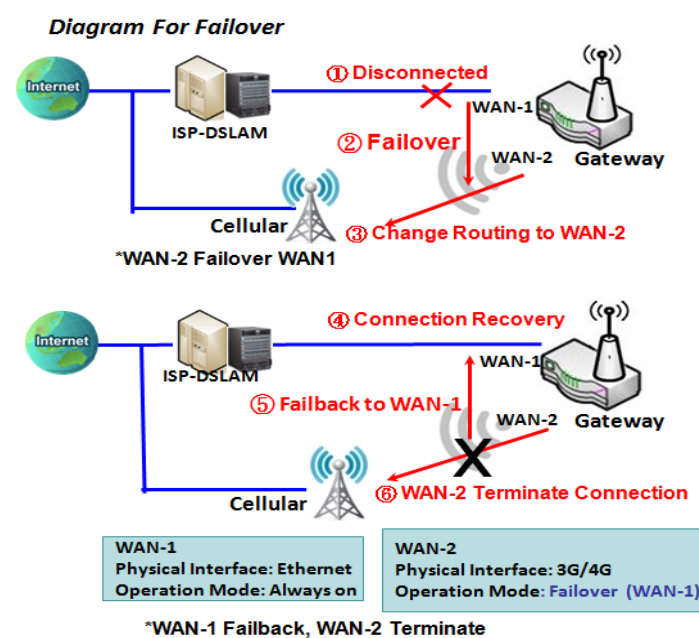 Diagram For Failover
Internet
ISP-DSLAM
① Disconnected
WAN-1
② Failover
WAN-2
Gateway
Cellular
③ Change Routing to WAN-2
*WAN-2 Failover WAN1
Internet
ISP-DSLAM
④ Connection Recovery
WAN-1
⑤ Failback to WAN-1
WAN-2
Gateway
Cellular
⑥ WAN-2 Terminate Connection
WAN-1
Physical Interface: Ethernet
Operation Mode: Always on
WAN-2
Physical Interface: 3G/4G
Operation Mode: Failover (WAN-1)
*WAN-1 Failback, WAN-2 Terminate